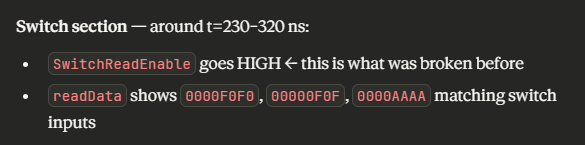 Switch section — around t=230–320 ns:
• SwitchReadEnable goes HIGH ← this is what was broken before
• readData shows 0000F0F0, 00000F0F, 0000AAAA matching switch
inputs